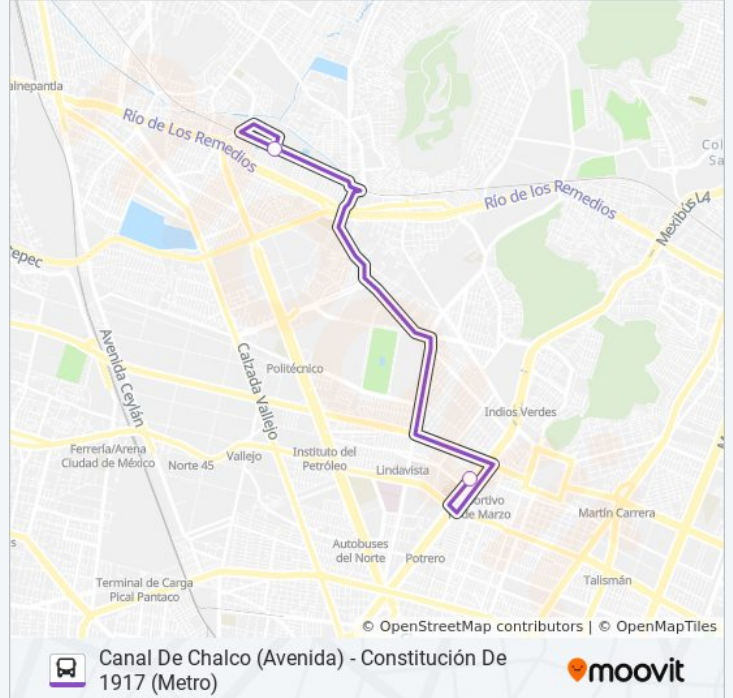 alnepantla
Río de Los Remedios
Col
Sa
Río de los Remedios
Mexibús L4
tepec
Avenida Ceylán
Calzada Vallejo
Politécnico
Indios Verdes
Ferrería/Arena
Ciudad de México
Norte 45
Vallejo
Instituto del
Petróleo
Lindavista
ortivo
de Marzo
Martín Carrera
Autobuses
del Norte
Potrero
Talismán
Terminal de Carga
Pical Pantaco
© OpenStreetMap contributors | © OpenMapTiles
Canal De Chalco (Avenida) - Constitución De
1917 (Metro)
moovit